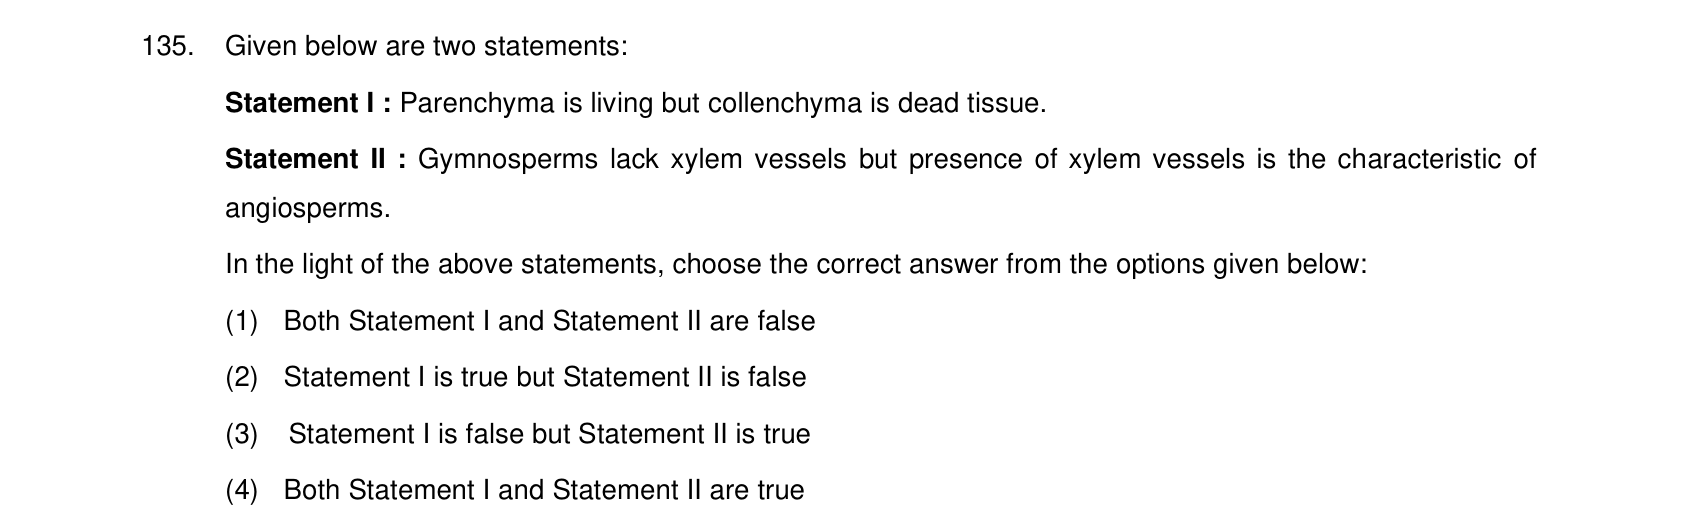 135. Given below are two statements:
Statement I : Parenchyma is living but collenchyma is dead tissue.
Statement II : Gymnosperms lack xylem vessels but presence of xylem vessels is the characteristic of
angiosperms.
In the light of the above statements, choose the correct answer from the options given below:
(1) Both Statement I and Statement II are false
(2) Statement I is true but Statement II is false
(3) Statement I is false but Statement II is true
(4) Both Statement I and Statement II are true